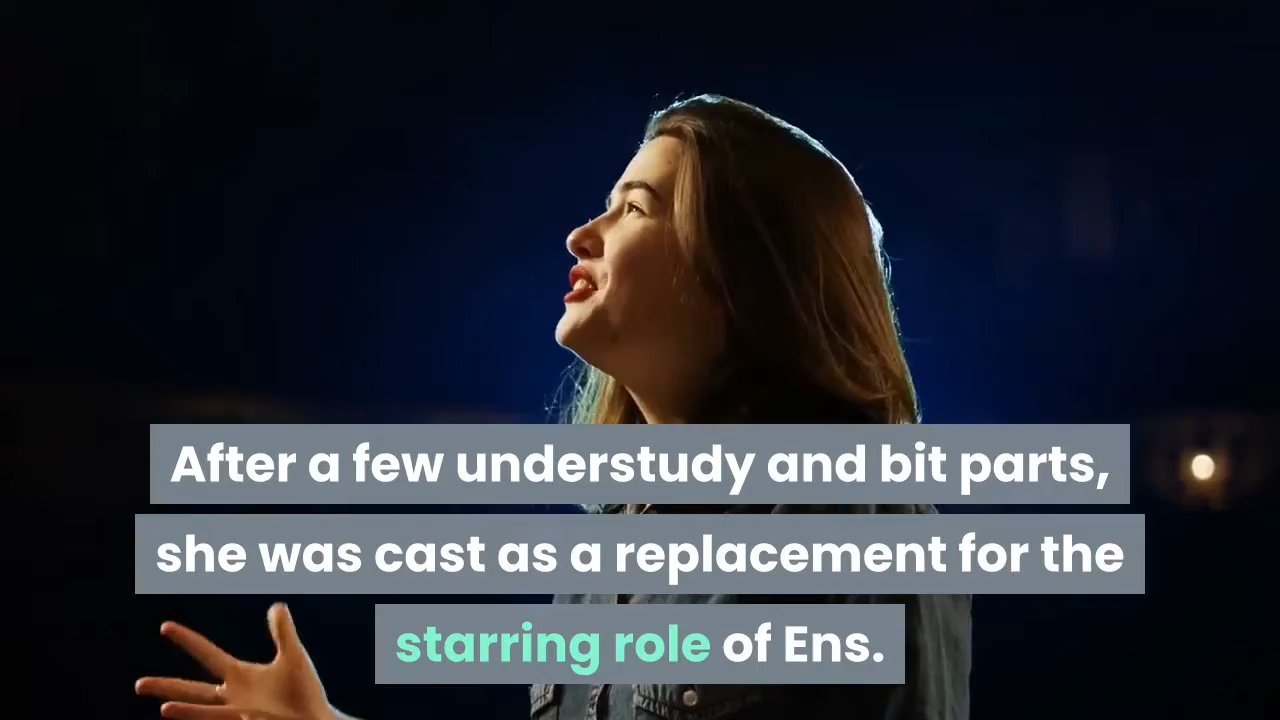 After a few understudy and bit parts,
she was cast as a replacement for the
starring role of Ens.